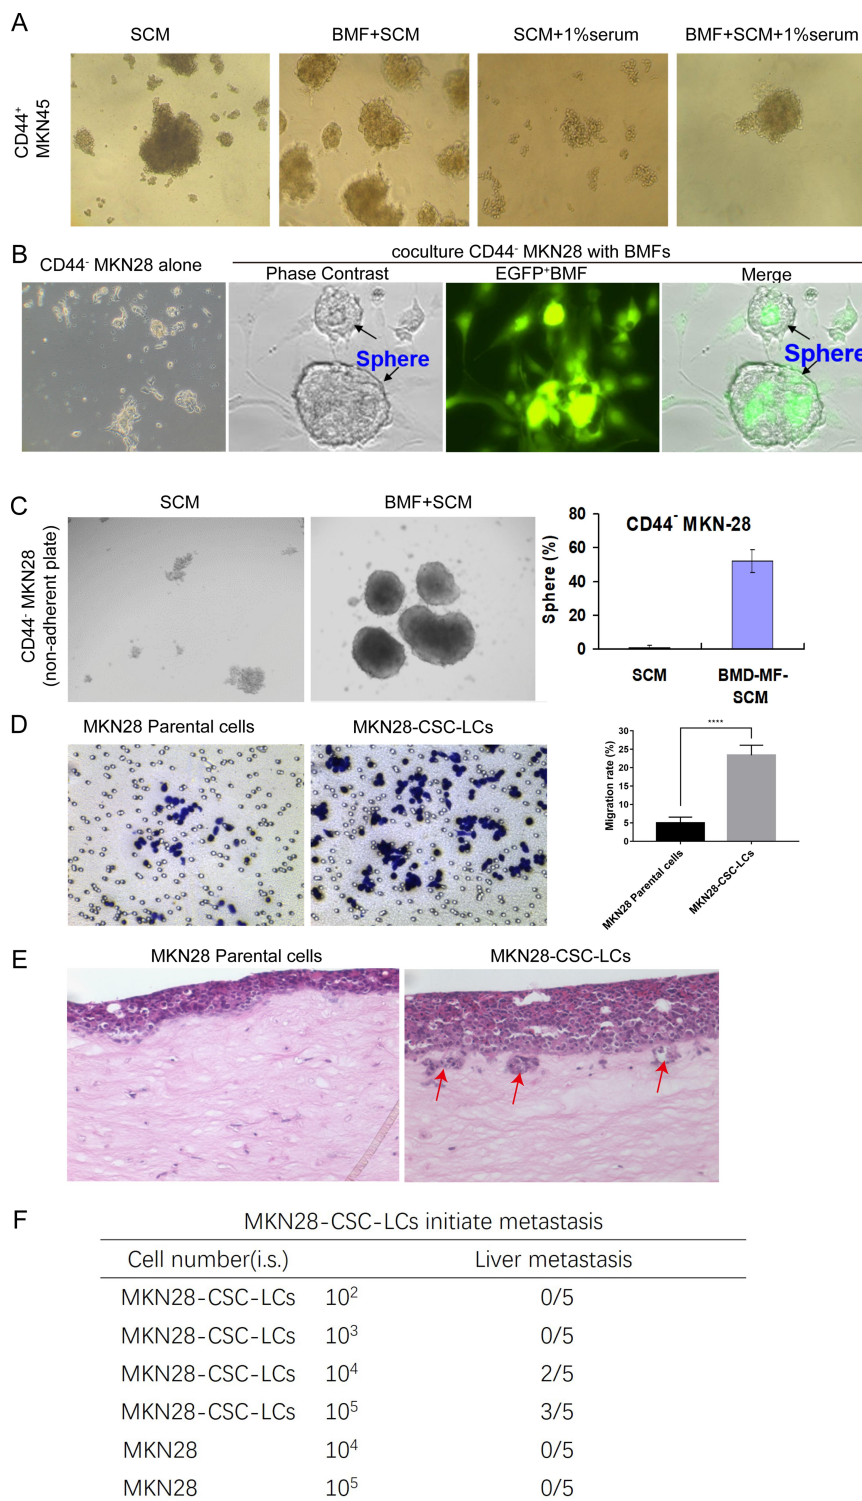 A
SCM
BMF+SCM
SCM+1%serum
BMF+SCM+1%serum
CD44+
MKN45
B
CD44- MKN28 alone
coculture CD44- MKN28 with BMFs
Phase Contrast
EGFP+BMF
Merge
Sphere
Sphere
C
SCM
BMF+SCM
CD44- MKN28
(non-adherent plate)
CD44- MKN-28
Sphere (%)
80
60
40
20
0
SCM
BMD-MF-
SCM
D
MKN28 Parental cells
MKN28-CSC-LCs
****
Migration rate (%)
30
25
20
15
10
5
0
MKN28 Parental cells
MKN28-CSC-LCs
E
MKN28 Parental cells
MKN28-CSC-LCs
F
MKN28-CSC-LCs initiate metastasis
Cell number(i.s.) Liver metastasis
MKN28-CSC-LCs 10² 0/5
MKN28-CSC-LCs 10³ 0/5
MKN28-CSC-LCs 10⁴ 2/5
MKN28-CSC-LCs 10⁵ 3/5
MKN28 10⁴ 0/5
MKN28 10⁵ 0/5